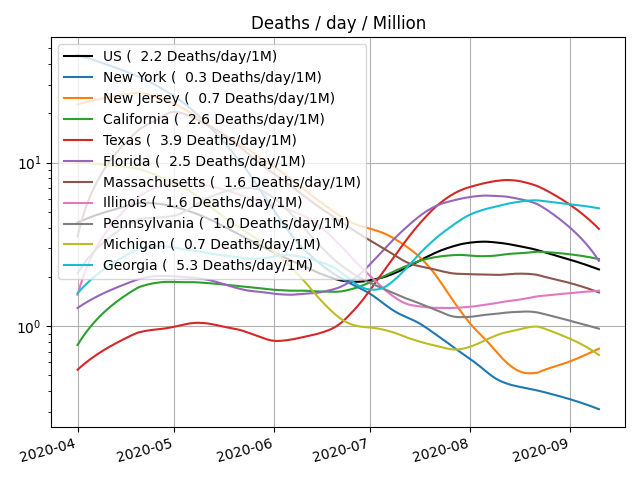 Deaths / day / Million
US (  2.2 Deaths/day/1M)
New York (  0.3 Deaths/day/1M)
New Jersey (  0.7 Deaths/day/1M)
California (  2.6 Deaths/day/1M)
Texas (  3.9 Deaths/day/1M)
Florida (  2.5 Deaths/day/1M)
Massachusetts (  1.6 Deaths/day/1M)
Illinois (  1.6 Deaths/day/1M)
Pennsylvania (  1.0 Deaths/day/1M)
Michigan (  0.7 Deaths/day/1M)
Georgia (  5.3 Deaths/day/1M)
10¹
10⁰
2020-04 2020-05 2020-06 2020-07 2020-08 2020-09